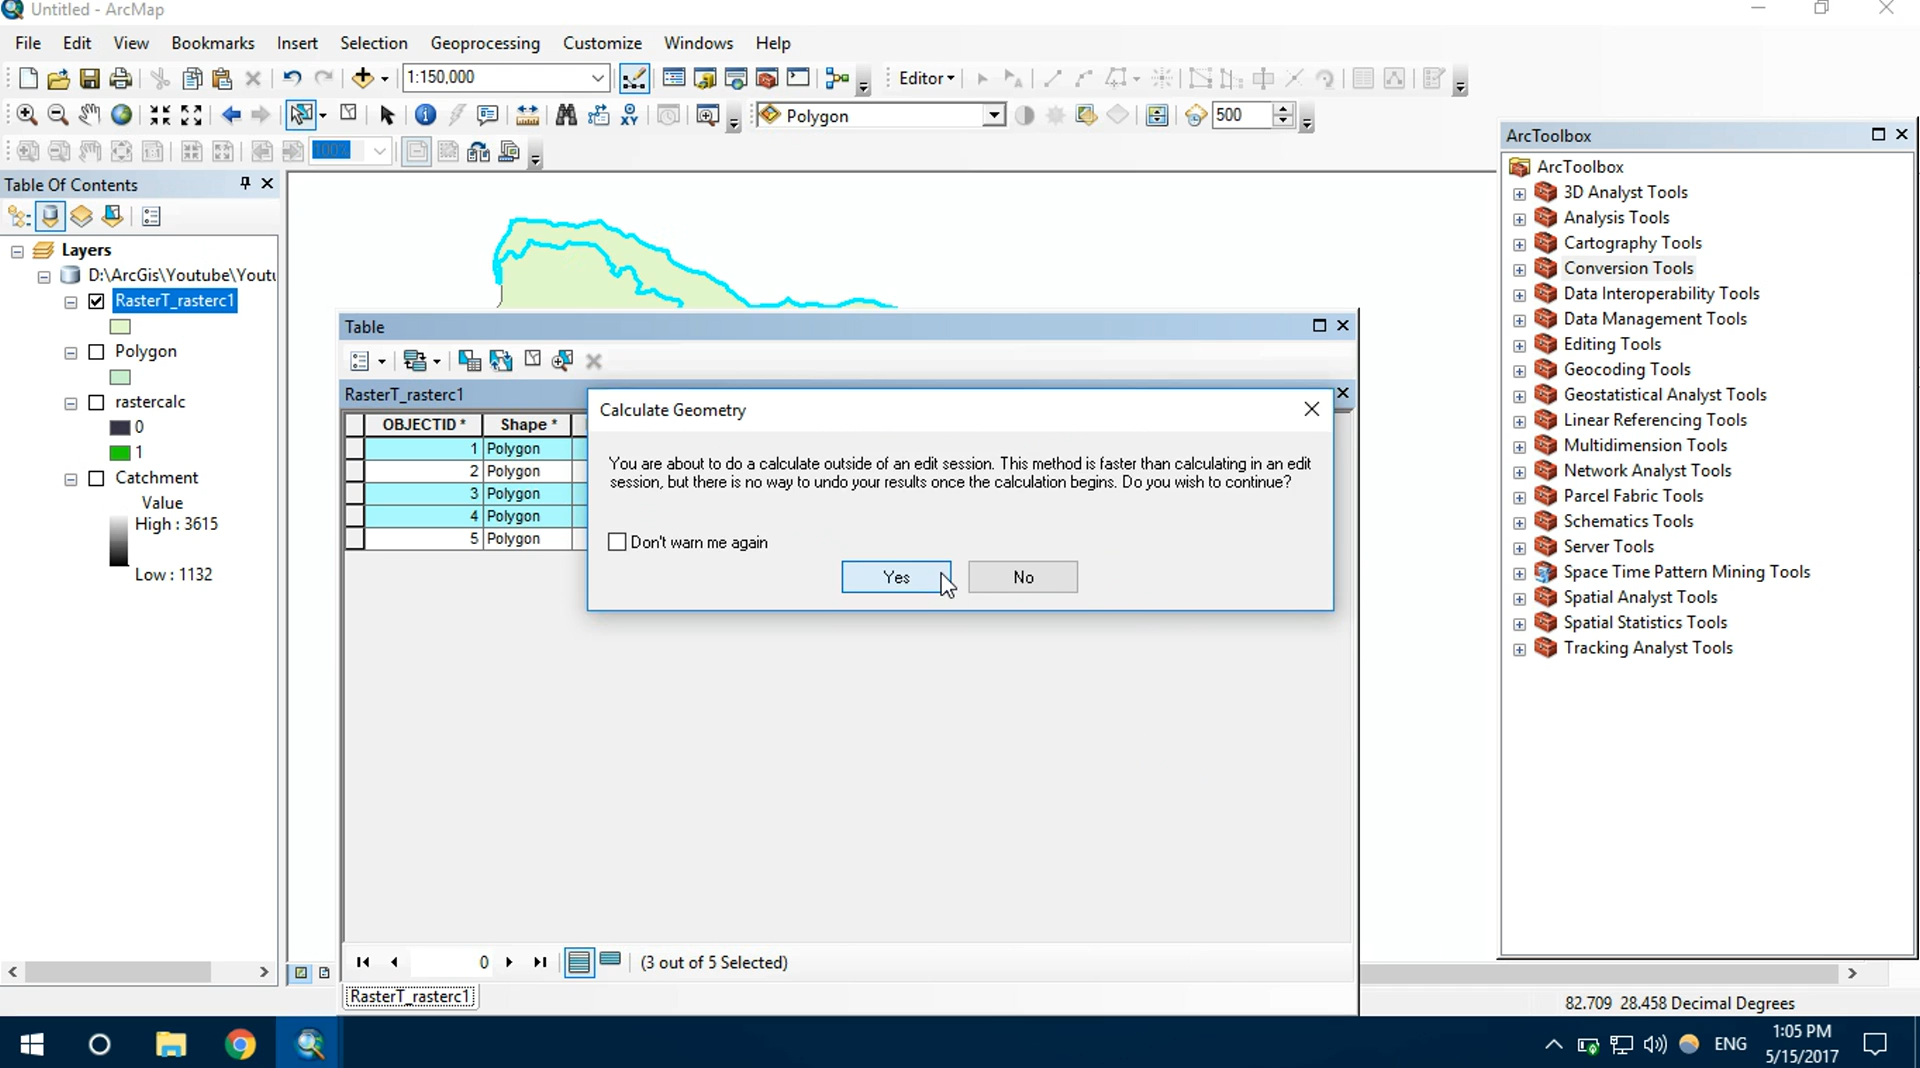 Untitled - ArcMap
File Edit View Bookmarks Insert Selection Geoprocessing Customize Windows Help
1:150,000
Editor
Polygon
500
100%
Table Of Contents
Layers
D:\ArcGis\Youtube\Youtu
RasterT_rasterc1
Polygon
rastercalc
0
1
Catchment
Value
High : 3615
Low : 1132
Table
RasterT_rasterc1
OBJECTID * Shape *
1 Polygon
2 Polygon
3 Polygon
4 Polygon
5 Polygon
Calculate Geometry
You are about to do a calculate outside of an edit session. This method is faster than calculating in an edit
session, but there is no way to undo your results once the calculation begins. Do you wish to continue?
Don't warn me again
Yes No
0 (3 out of 5 Selected)
RasterT_rasterc1
ArcToolbox
ArcToolbox
3D Analyst Tools
Analysis Tools
Cartography Tools
Conversion Tools
Data Interoperability Tools
Data Management Tools
Editing Tools
Geocoding Tools
Geostatistical Analyst Tools
Linear Referencing Tools
Multidimension Tools
Network Analyst Tools
Parcel Fabric Tools
Schematics Tools
Server Tools
Space Time Pattern Mining Tools
Spatial Analyst Tools
Spatial Statistics Tools
Tracking Analyst Tools
82.709 28.458 Decimal Degrees
ENG
1:05 PM
5/15/2017